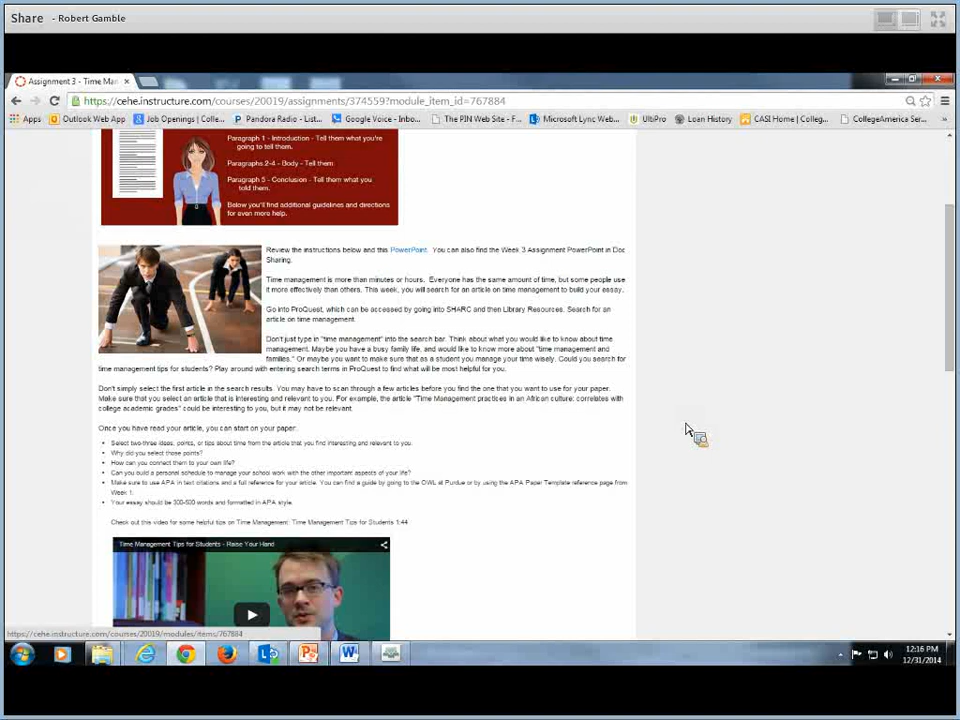 Share - Robert Gamble
Assignment 3 - Time Man
https://cehe.instructure.com/courses/20019/assignments/374559?module_item_id=767884
Apps Outlook Web App Job Openings | Colle... Pandora Radio - List... Google Voice - Inbo... The PIN Web Site - F... Microsoft Lync Web... UltiPro Loan History CASI Home | Colleg... CollegeAmerica Ser... »
Paragraph 1 - Introduction - Tell them what you're
going to tell them.
Paragraphs 2-4 - Body - Tell them
Paragraph 5 - Conclusion - Tell them what you
told them.
Below you'll find additional guidelines and directions
for even more help.
Review the instructions below and this PowerPoint. You can also find the Week 3 Assignment PowerPoint in Doc
Sharing.
Time management is more than minutes or hours. Everyone has the same amount of time, but some people use
it more effectively than others. This week, you will search for an article on time management to build your essay.
Go into ProQuest, which can be accessed by going into SHARC and then Library Resources. Search for an
article on time management.
Don't just type in "time management" into the search bar. Think about what you would like to know about time
management. Maybe you have a busy family life, and would like to know more about "time management and
families." Or maybe you want to make sure that as a student you manage your time wisely. Could you search for
time management tips for students? Play around with entering search terms in ProQuest to find what will be most helpful for you.
Don't simply select the first article in the search results. You may have to scan through a few articles before you find the one that you want to use for your paper.
Make sure that you select an article that is interesting and relevant to you. For example, the article "Time Management practices in an African culture: correlates with
college academic grades" could be interesting to you, but it may not be relevant.
Once you have read your article, you can start on your paper:
Select two-three ideas, points, or tips about time from the article that you find interesting and relevant to you.
Why did you select those points?
How can you connect them to your own life?
Can you build a personal schedule to manage your school work with the other important aspects of your life?
Make sure to use APA in text citations and a full reference for your article. You can find a guide by going to the OWL at Purdue or by using the APA Paper Template reference page from
Week 1.
Your essay should be 300-500 words and formatted in APA style.
Check out this video for some helpful tips on Time Management: Time Management Tips for Students 1:44
Time Management Tips for Students - Raise Your Hand
https://cehe.instructure.com/courses/20019/modules/items/767884
12:16 PM
12/31/2014